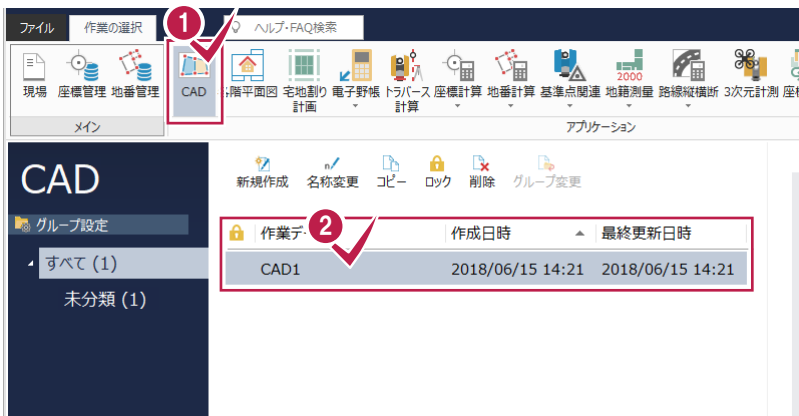 ファイル 作業の選択 ヘルプ・FAQ検索
1
現場 座標管理 地番管理 CAD 各階平面図 宅地割り計画 電子野帳 トラバース計算 座標計算 地番計算 基準点関連 地籍測量 路線縦横断 3次元計測
2000
メイン アプリケーション
CAD
新規作成 名称変更 コピー ロック 削除 グループ変更
グループ設定
2
作業デ 作成日時 最終更新日時
すべて (1)
CAD1 2018/06/15 14:21 2018/06/15 14:21
未分類 (1)